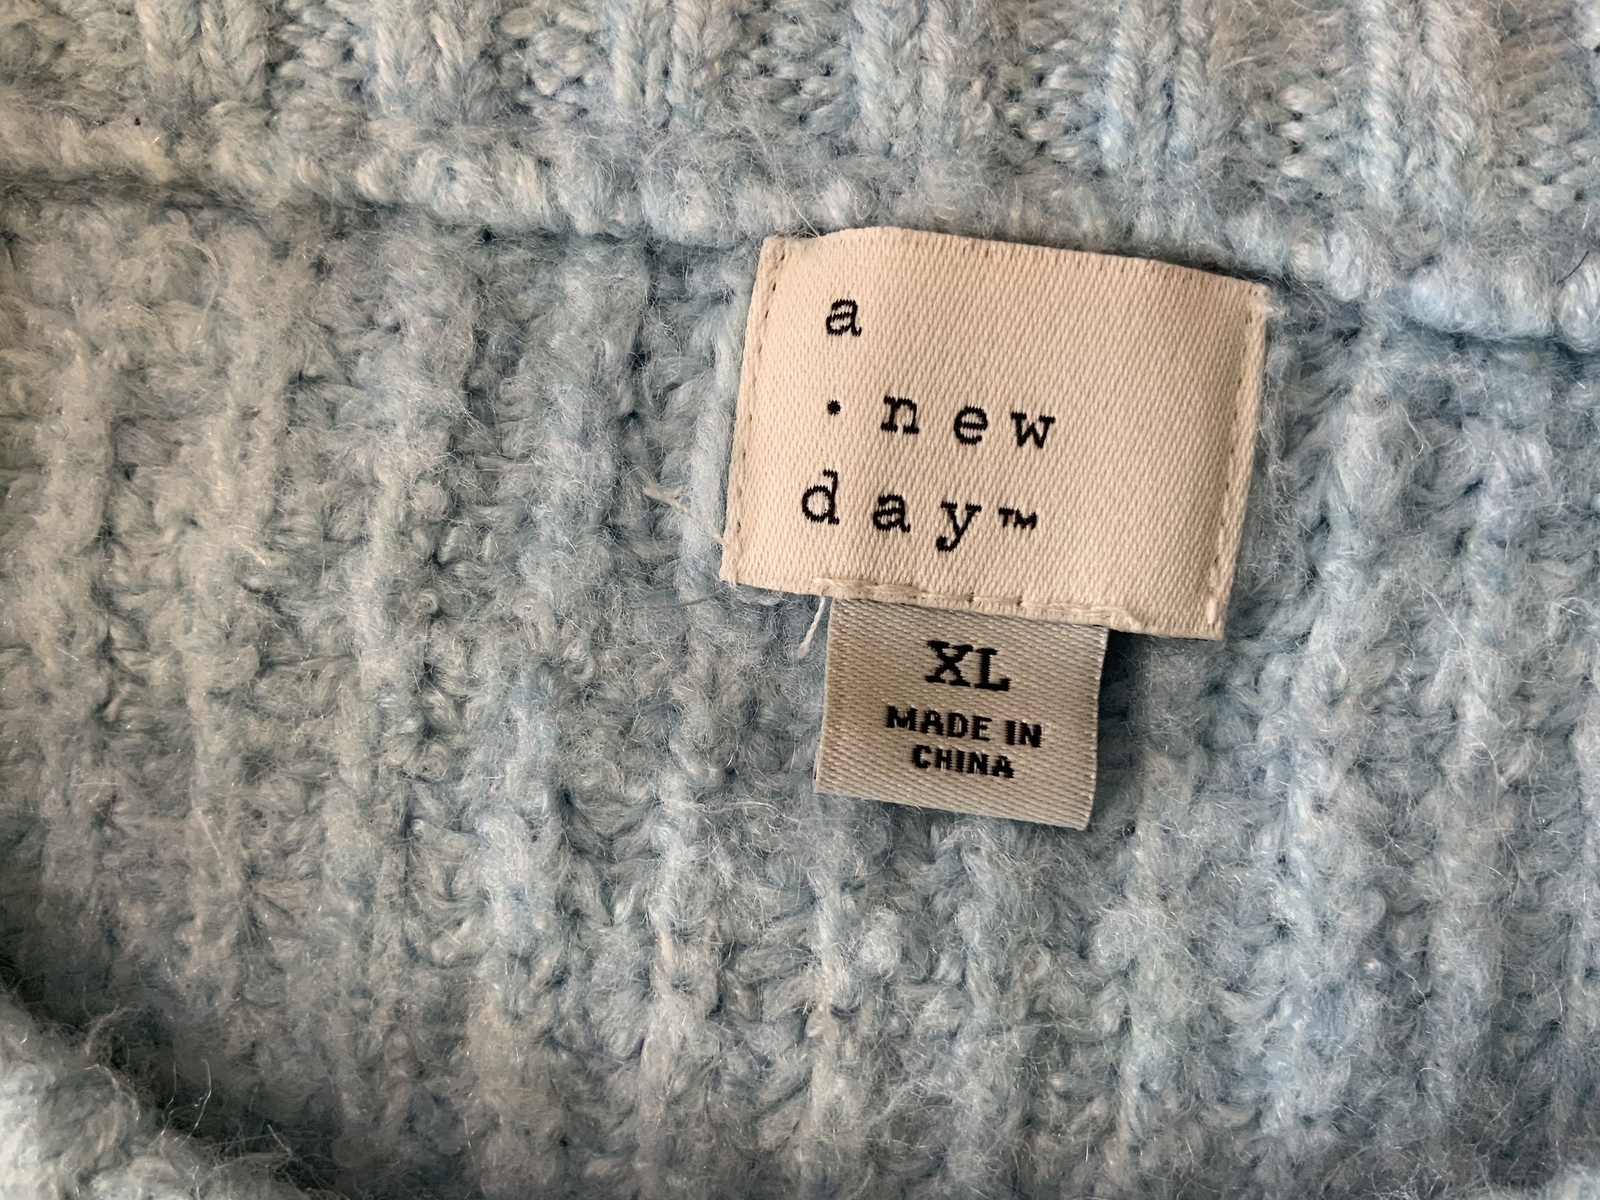 a
· new
day™
XL
MADE IN
CHINA